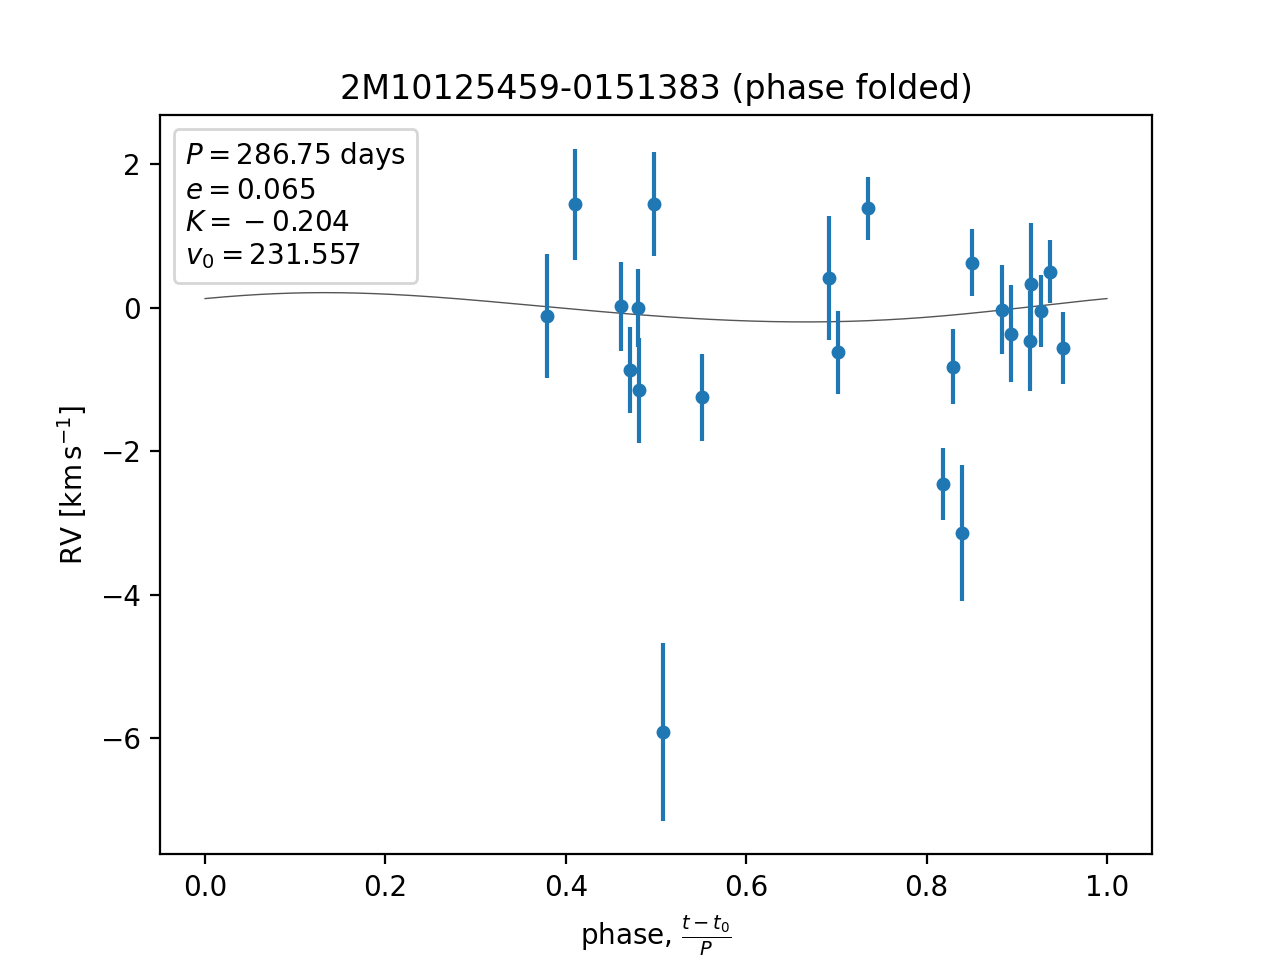 2M10125459-0151383 (phase folded)
P = 286.75 days
e = 0.065
K = −0.204
v₀ = 231.557
2
0
−2
−4
−6
RV [km s⁻¹]
0.0 0.2 0.4 0.6 0.8 1.0
phase, (t − t₀)/P